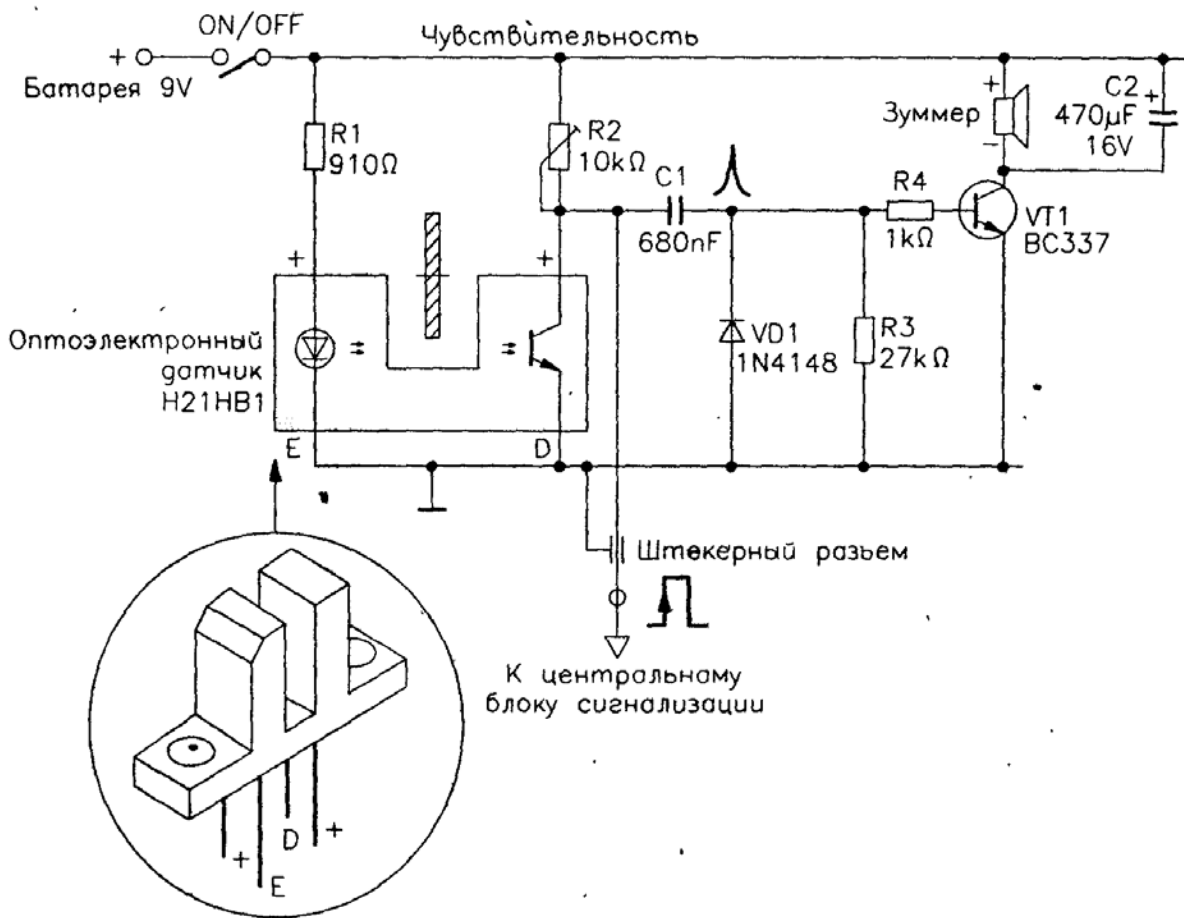 ON/OFF
Чувствительность
+
Батарея 9V
R1
910Ω
R2
10kΩ
C1
680nF
R4
1kΩ
+
Зуммер
-
C2
470µF
16V
+
VT1
BC337
+
+
Оптоэлектронный
датчик
H21HB1
VD1
1N4148
R3
27kΩ
E
D
Штекерный разъем
К центральному
блоку сигнализации
+
E
D
+